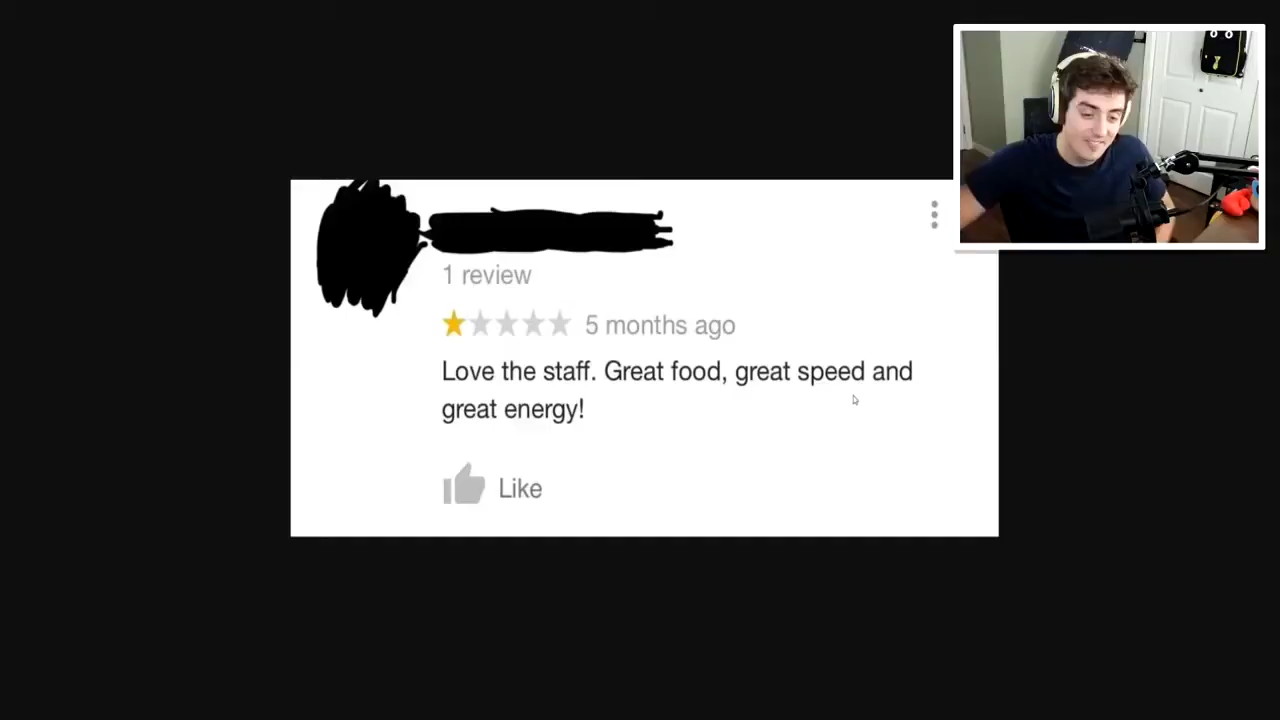 1 review
5 months ago
Love the staff. Great food, great speed and
great energy!
Like